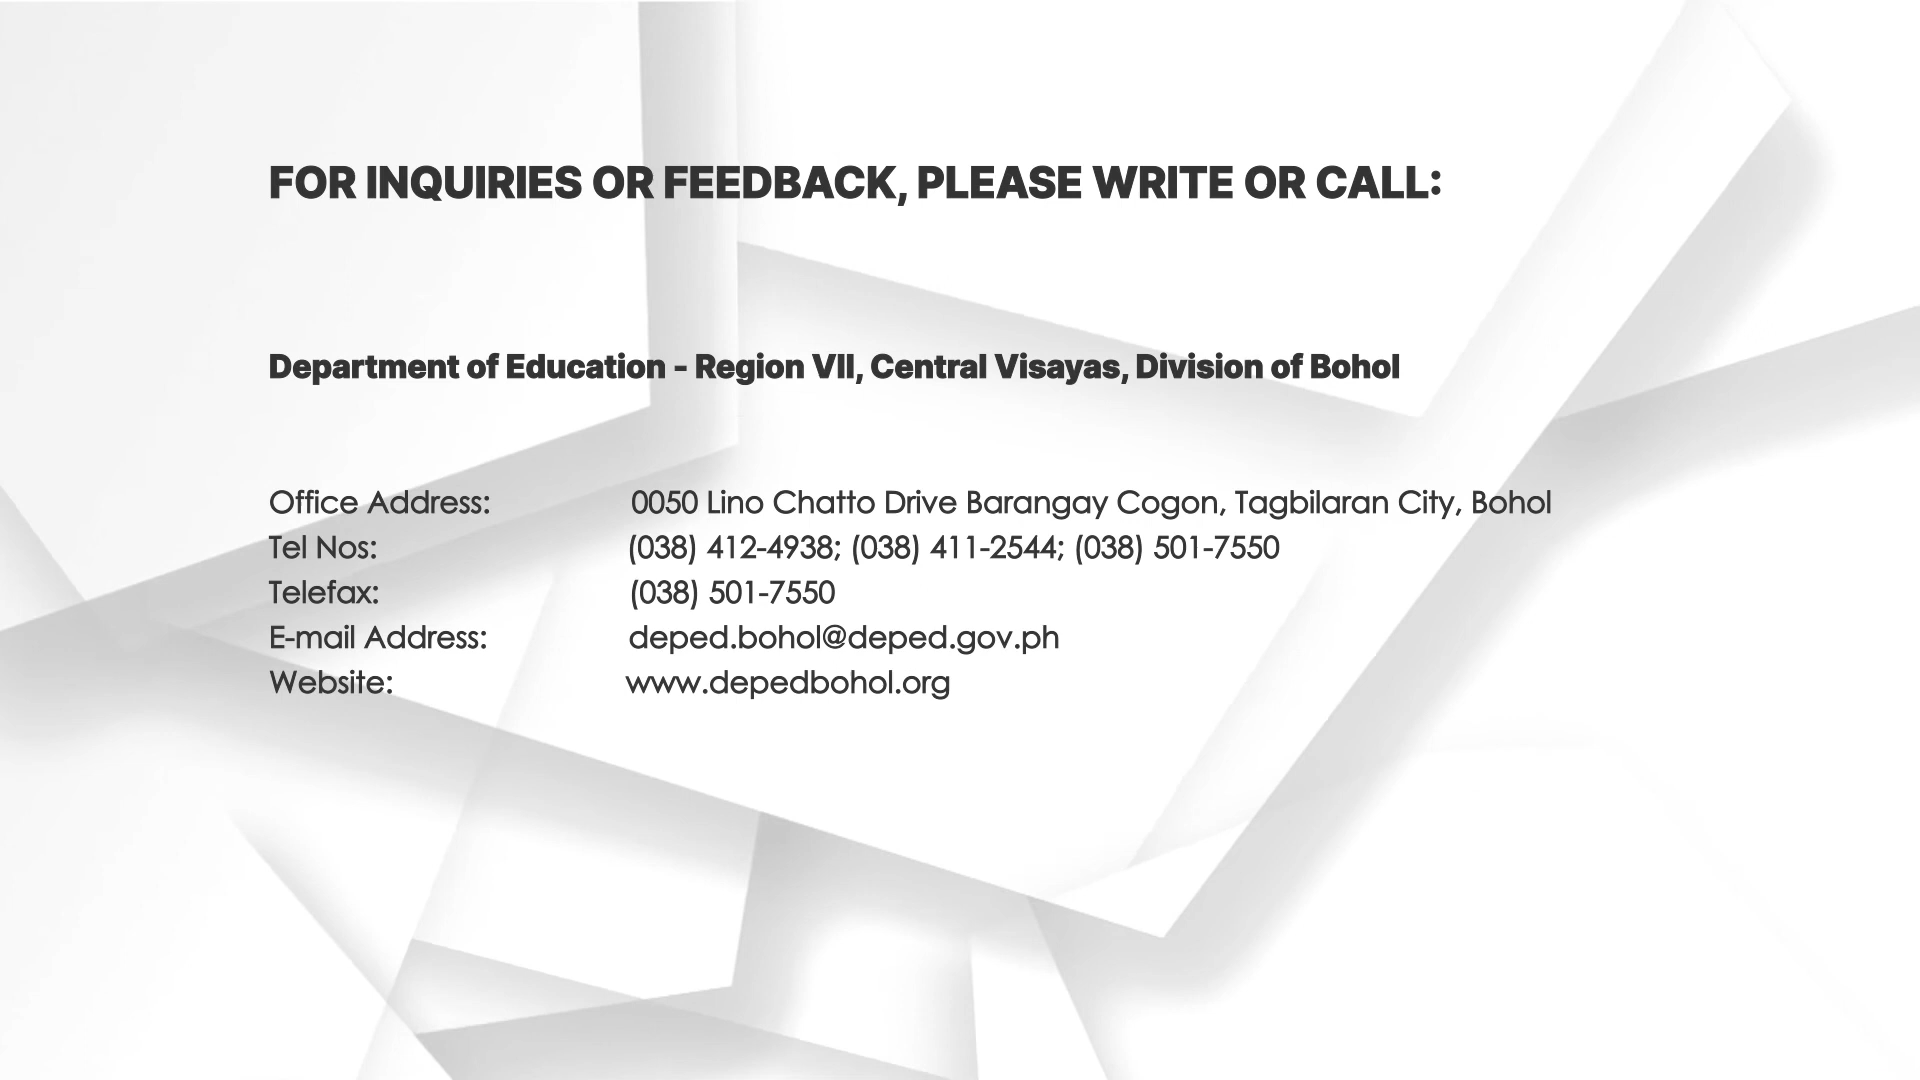 FOR INQUIRIES OR FEEDBACK, PLEASE WRITE OR CALL:
Department of Education - Region VII, Central Visayas, Division of Bohol
Office Address: 0050 Lino Chatto Drive Barangay Cogon, Tagbilaran City, Bohol
Tel Nos: (038) 412-4938; (038) 411-2544; (038) 501-7550
Telefax: (038) 501-7550
E-mail Address: deped.bohol@deped.gov.ph
Website: www.depedbohol.org